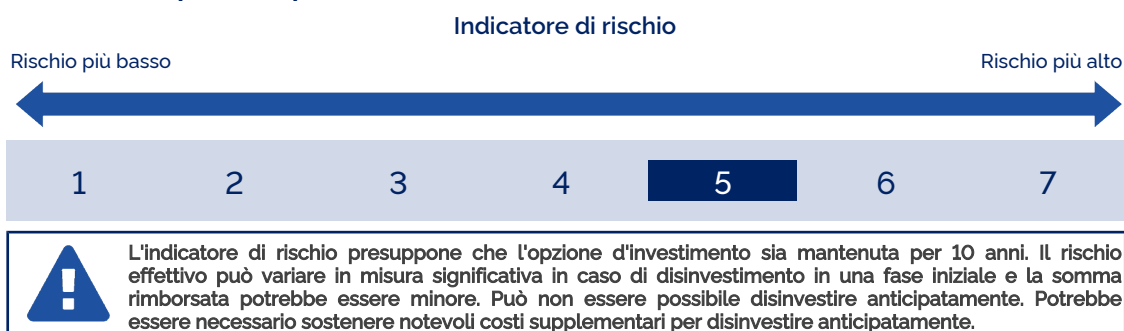 Indicatore di rischio
Rischio più basso
Rischio più alto
1 2 3 4 5 6 7
L'indicatore di rischio presuppone che l'opzione d'investimento sia mantenuta per 10 anni. Il rischio
effettivo può variare in misura significativa in caso di disinvestimento in una fase iniziale e la somma
rimborsata potrebbe essere minore. Può non essere possibile disinvestire anticipatamente. Potrebbe
essere necessario sostenere notevoli costi supplementari per disinvestire anticipatamente.